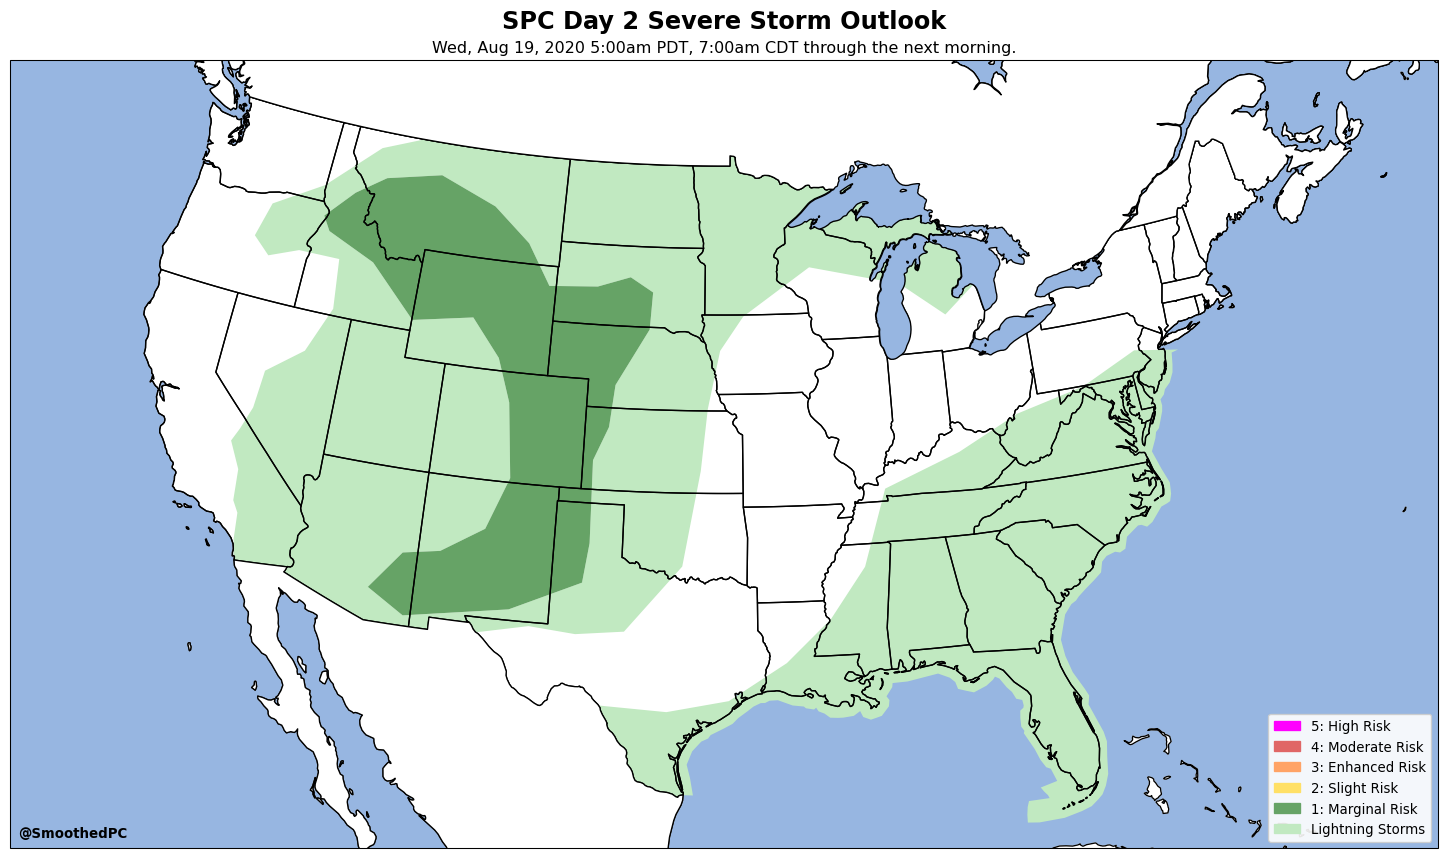 SPC Day 2 Severe Storm Outlook
Wed, Aug 19, 2020 5:00am PDT, 7:00am CDT through the next morning.
5: High Risk
4: Moderate Risk
3: Enhanced Risk
2: Slight Risk
1: Marginal Risk
Lightning Storms
@SmoothedPC